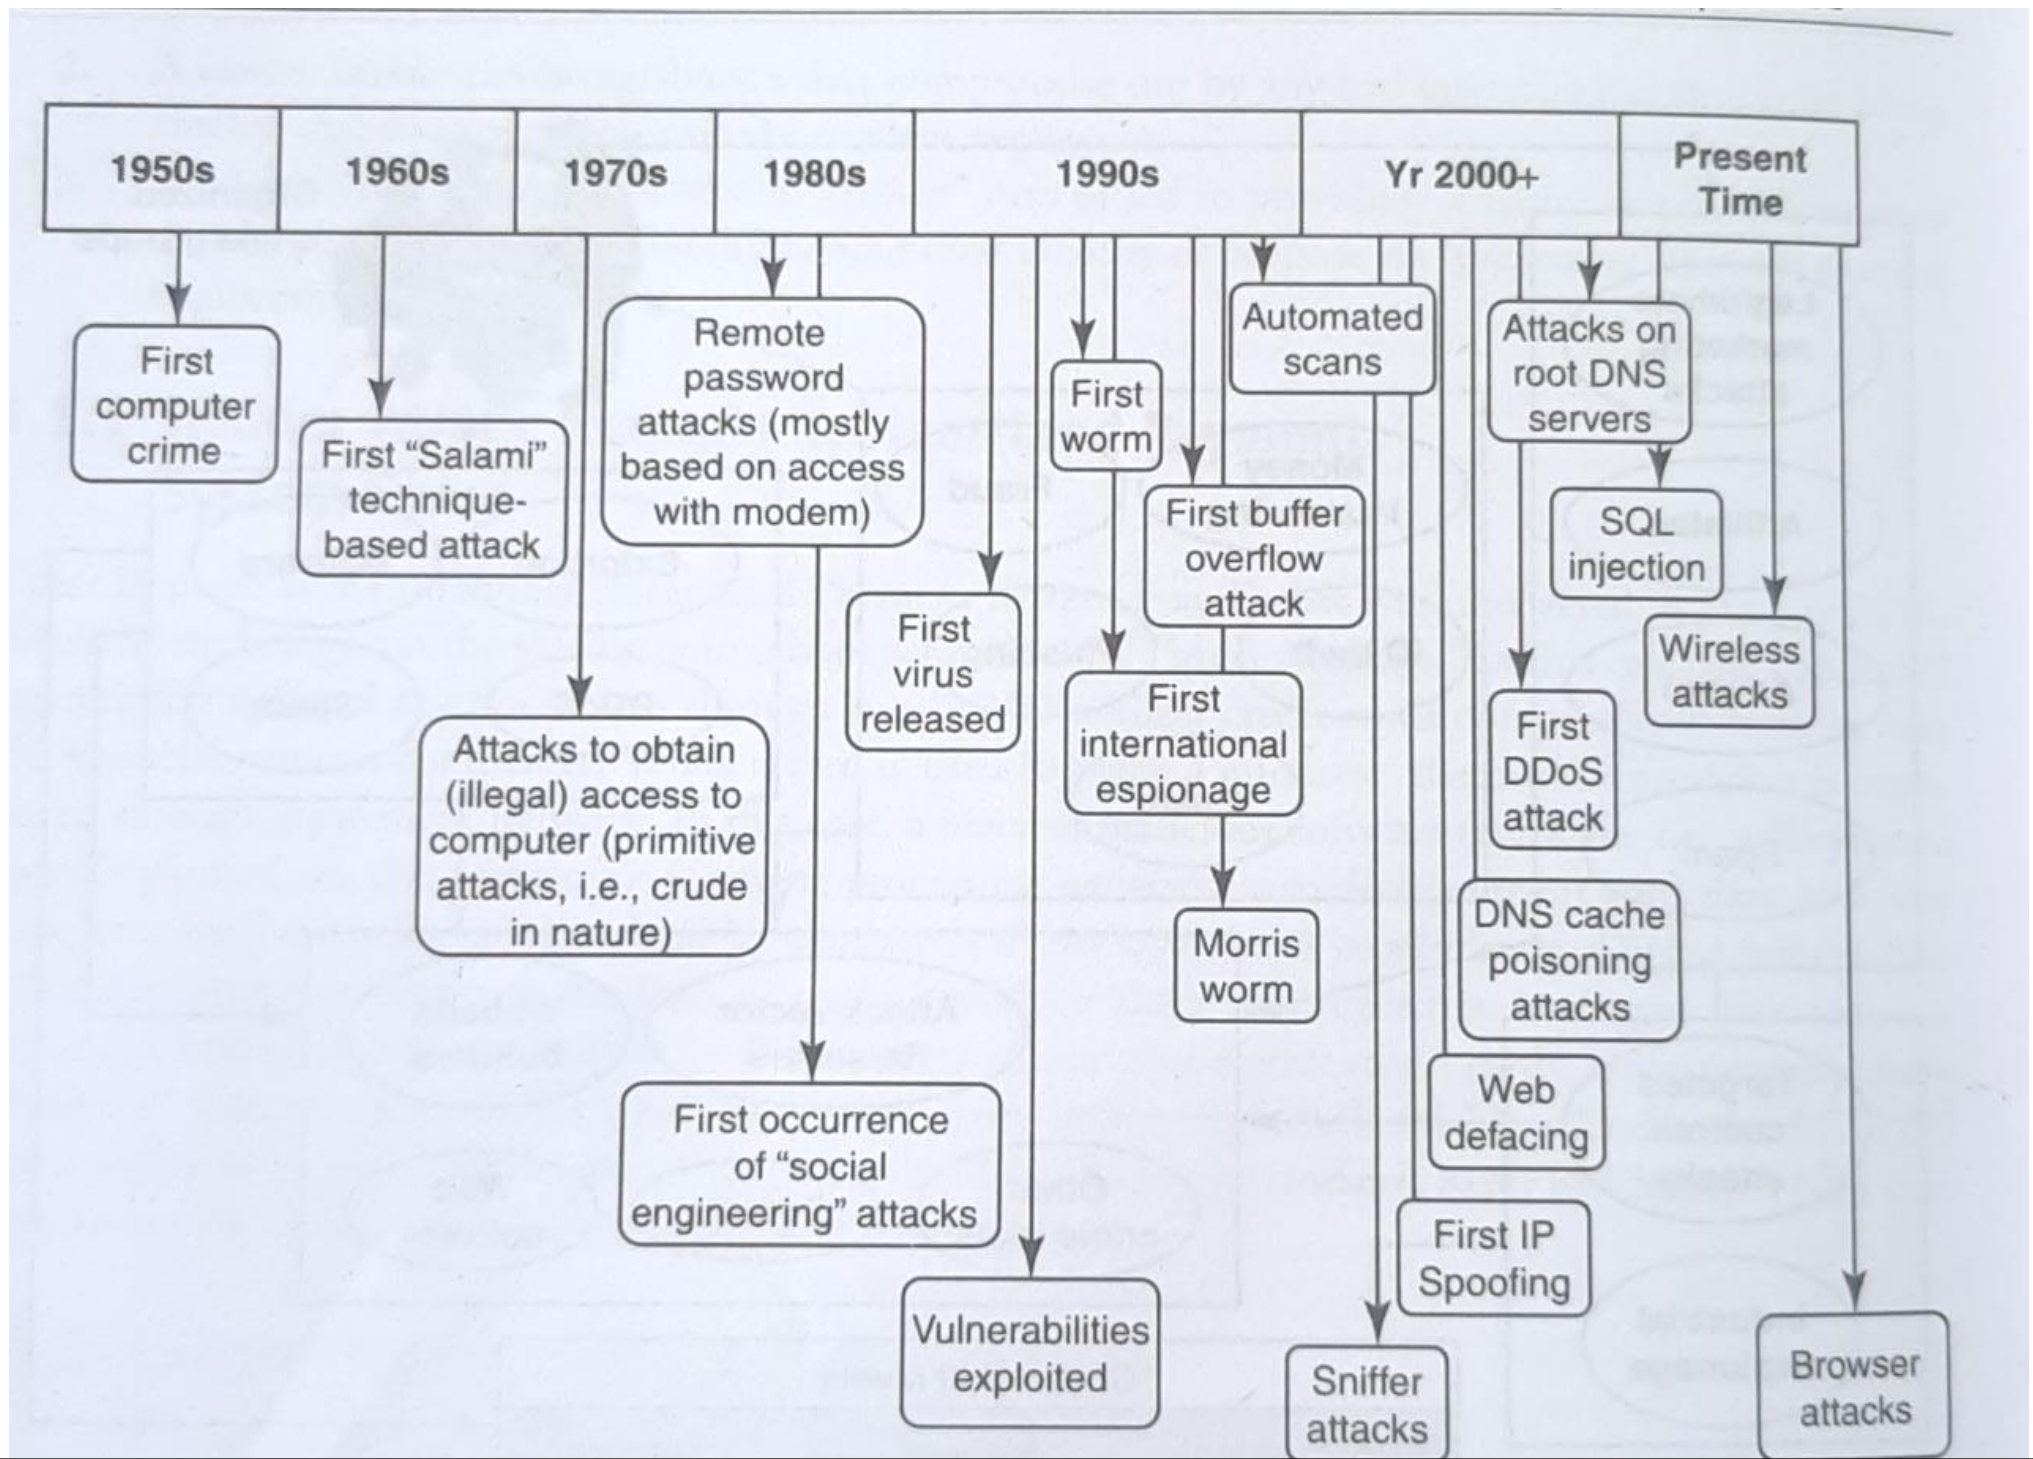 1950s
1960s
1970s
1980s
1990s
Yr 2000+
Present
Time
First
computer
crime
First “Salami”
technique-
based attack
Attacks to obtain
(illegal) access to
computer (primitive
attacks, i.e., crude
in nature)
Remote
password
attacks (mostly
based on access
with modem)
First occurrence
of “social
engineering” attacks
First
virus
released
Vulnerabilities
exploited
First
worm
First
international
espionage
First buffer
overflow
attack
Morris
worm
Automated
scans
Sniffer
attacks
First IP
Spoofing
Web
defacing
DNS cache
poisoning
attacks
First
DDoS
attack
Attacks on
root DNS
servers
SQL
injection
Wireless
attacks
Browser
attacks